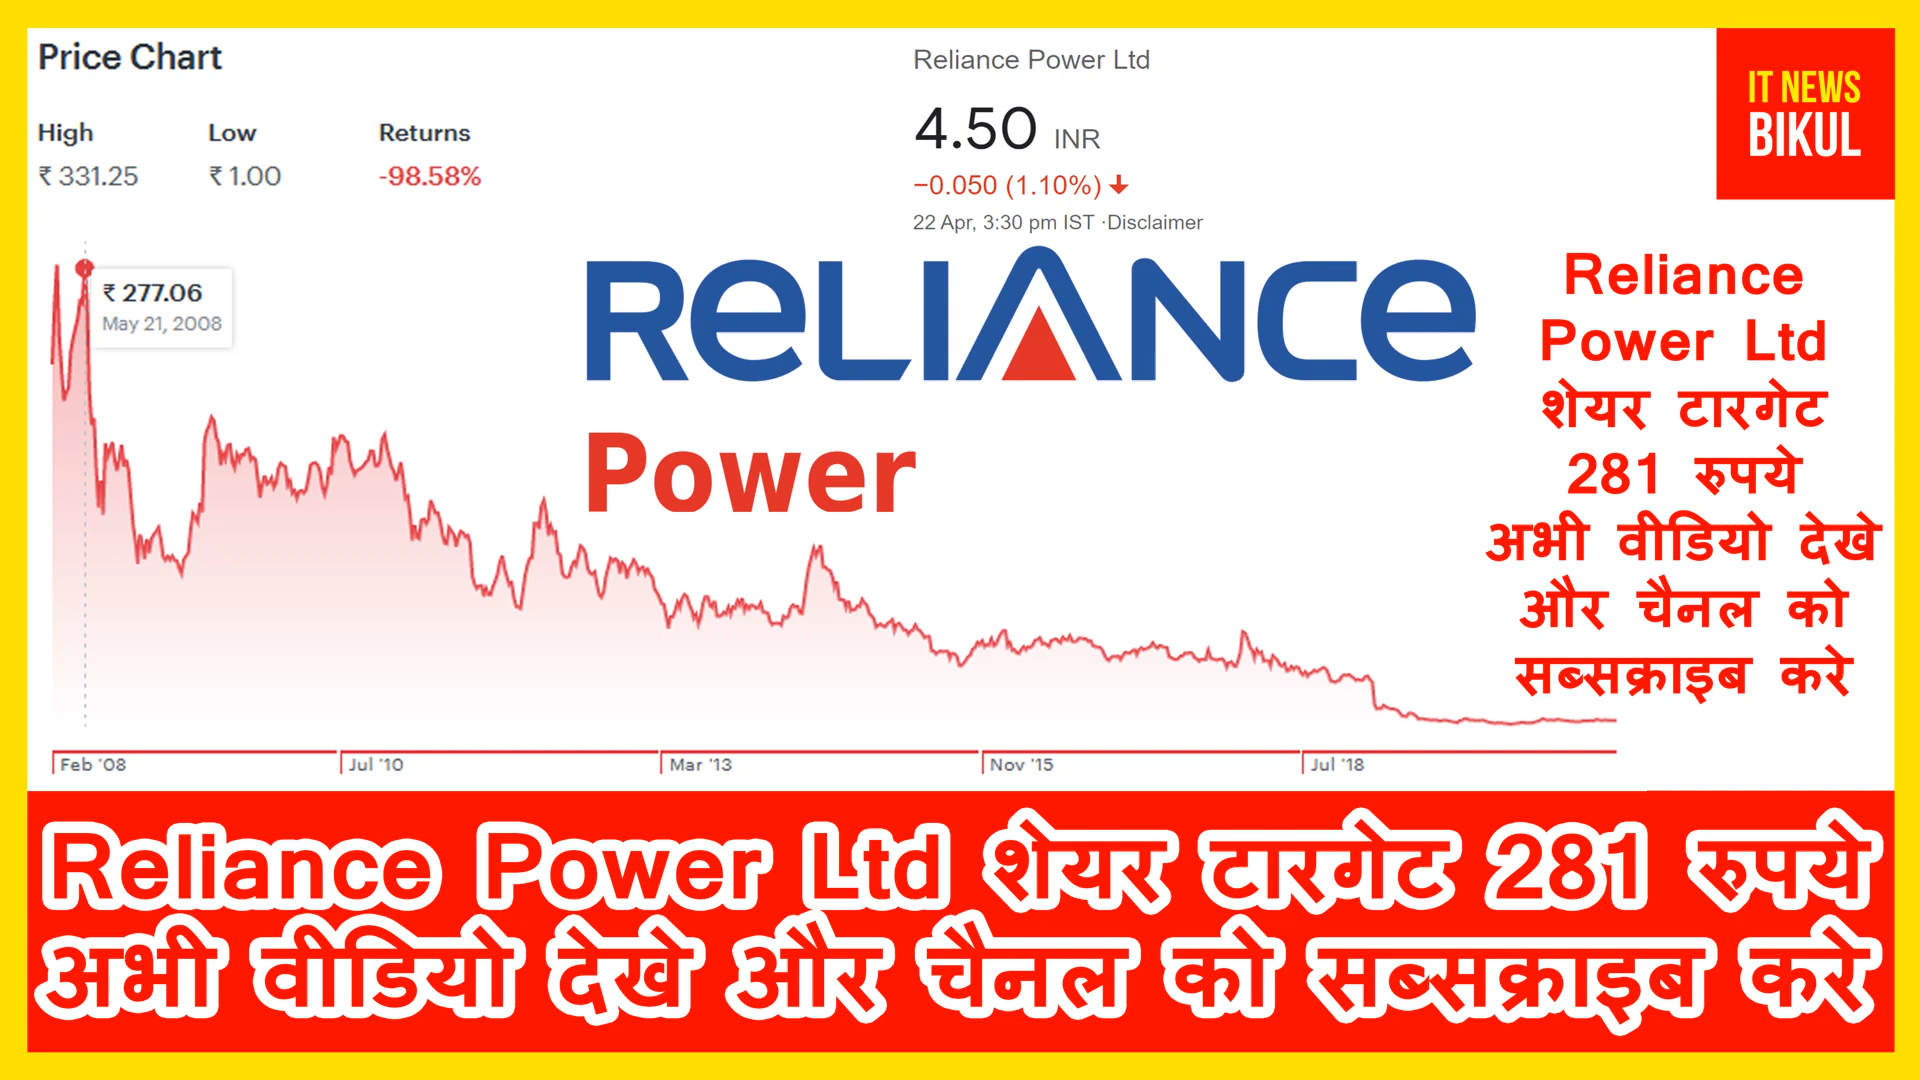 Price Chart
High Low Returns
₹ 331.25 ₹ 1.00 -98.58%
Reliance Power Ltd
4.50 INR
−0.050 (1.10%)
22 Apr, 3:30 pm IST ·Disclaimer
IT NEWS
BIKUL
₹ 277.06
May 21, 2008
RELIANCE
Power
Reliance
Power Ltd
शेयर टारगेट
281 रुपये
अभी वीडियो देखे
और चैनल को
सब्सक्राइब करे
Feb '08 Jul '10 Mar '13 Nov '15 Jul '18
Reliance Power Ltd शेयर टारगेट 281 रुपये
अभी वीडियो देखे और चैनल को सब्सक्राइब करे